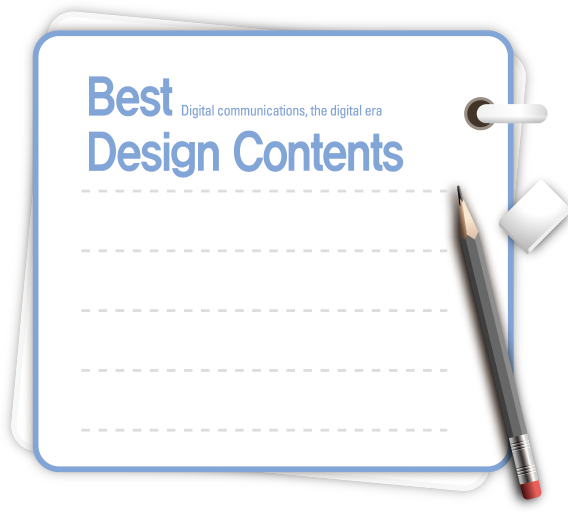 Best Digital communications, the digital era
Design Contents